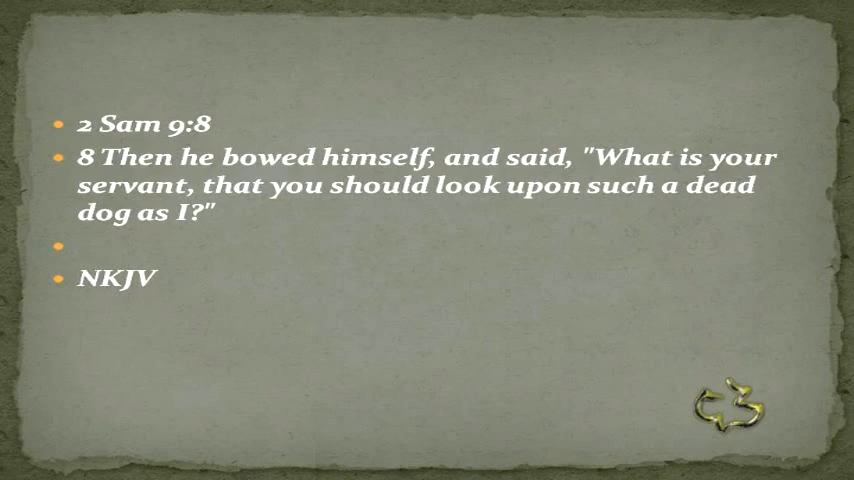 2 Sam 9:8
8 Then he bowed himself, and said, "What is your
servant, that you should look upon such a dead
dog as I?"
NKJV